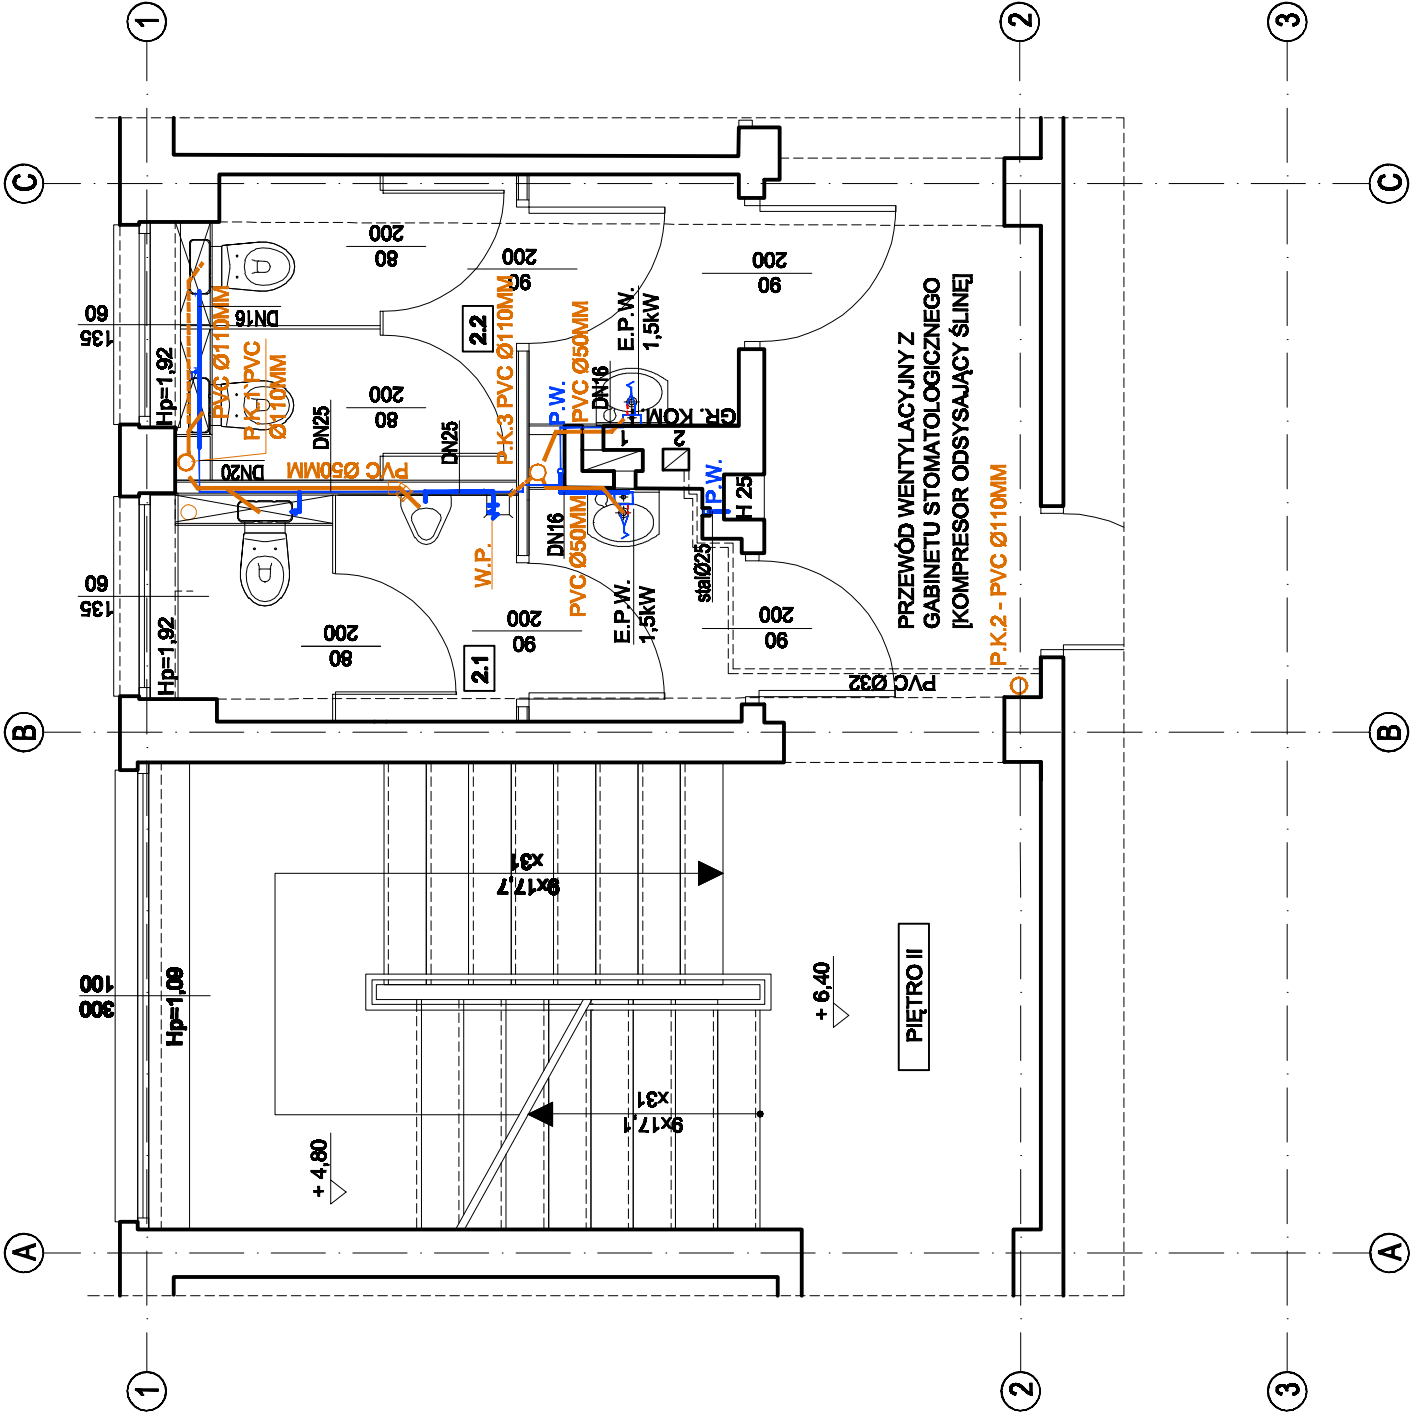 1
2
3
C
C
B
B
A
A
1
2
3
60
135
Hp=1,92
60
135
Hp=1,92
100
300
Hp=1,09
200
80
200
90
200
90
200
80
200
80
200
90
200
90
DN16
PVC Ø110MM
P.K.1 PVC
Ø110MM
DN20
DN25
PVC Ø50MM
DN25
2.2
P.K.3 PVC Ø110MM
P.W.
PVC Ø50MM
DN16
E.P.W.
1,5kW
GR. KOM.
1
2
P.W.
H 25
stalØ25
W.P.
DN16
PVC Ø50MM
E.P.W.
1,5kW
2.1
PVC Ø32
PRZEWÓD WENTYLACYJNY Z
GABINETU STOMATOLOGICZNEGO
[KOMPRESOR ODSYSAJĄCY ŚLINĘ]
P.K.2 - PVC Ø110MM
9x17,7
x31
9x17,1
x31
+ 4,80
+ 6,40
PIĘTRO II